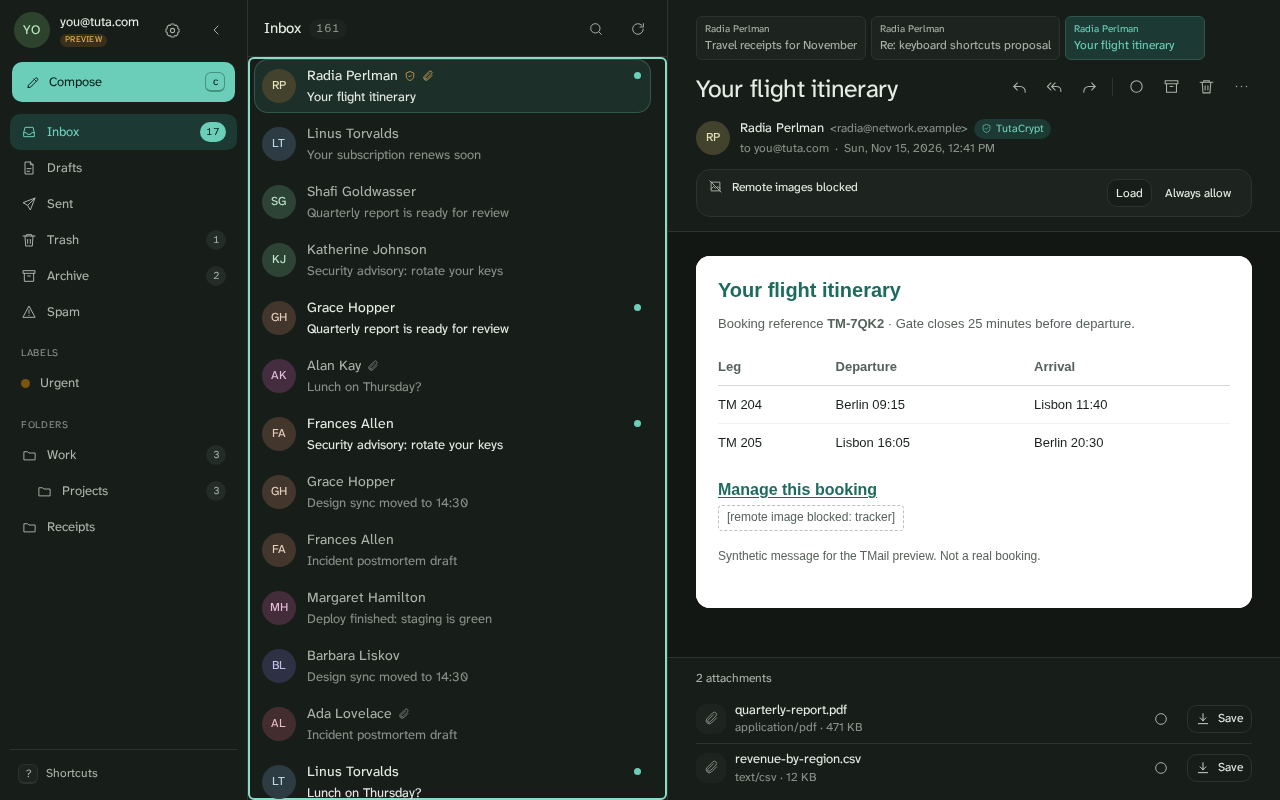 YO
you@tuta.com
PREVIEW
Compose
c
Inbox
17
Drafts
Sent
Trash
1
Archive
2
Spam
LABELS
Urgent
FOLDERS
Work
3
Projects
3
Receipts
?
Shortcuts
Inbox 161
RP
Radia Perlman
Your flight itinerary
LT
Linus Torvalds
Your subscription renews soon
SG
Shafi Goldwasser
Quarterly report is ready for review
KJ
Katherine Johnson
Security advisory: rotate your keys
GH
Grace Hopper
Quarterly report is ready for review
AK
Alan Kay
Lunch on Thursday?
FA
Frances Allen
Security advisory: rotate your keys
GH
Grace Hopper
Design sync moved to 14:30
FA
Frances Allen
Incident postmortem draft
MH
Margaret Hamilton
Deploy finished: staging is green
BL
Barbara Liskov
Design sync moved to 14:30
AL
Ada Lovelace
Incident postmortem draft
LT
Linus Torvalds
Lunch on Thursday?
Radia Perlman
Travel receipts for November
Radia Perlman
Re: keyboard shortcuts proposal
Radia Perlman
Your flight itinerary
Your flight itinerary
RP
Radia Perlman <radia@network.example> TutaCrypt
to you@tuta.com · Sun, Nov 15, 2026, 12:41 PM
Remote images blocked
Load
Always allow
Your flight itinerary
Booking reference TM-7QK2 · Gate closes 25 minutes before departure.
Leg Departure Arrival
TM 204 Berlin 09:15 Lisbon 11:40
TM 205 Lisbon 16:05 Berlin 20:30
Manage this booking
[remote image blocked: tracker]
Synthetic message for the TMail preview. Not a real booking.
2 attachments
quarterly-report.pdf
application/pdf · 471 KB
Save
revenue-by-region.csv
text/csv · 12 KB
Save